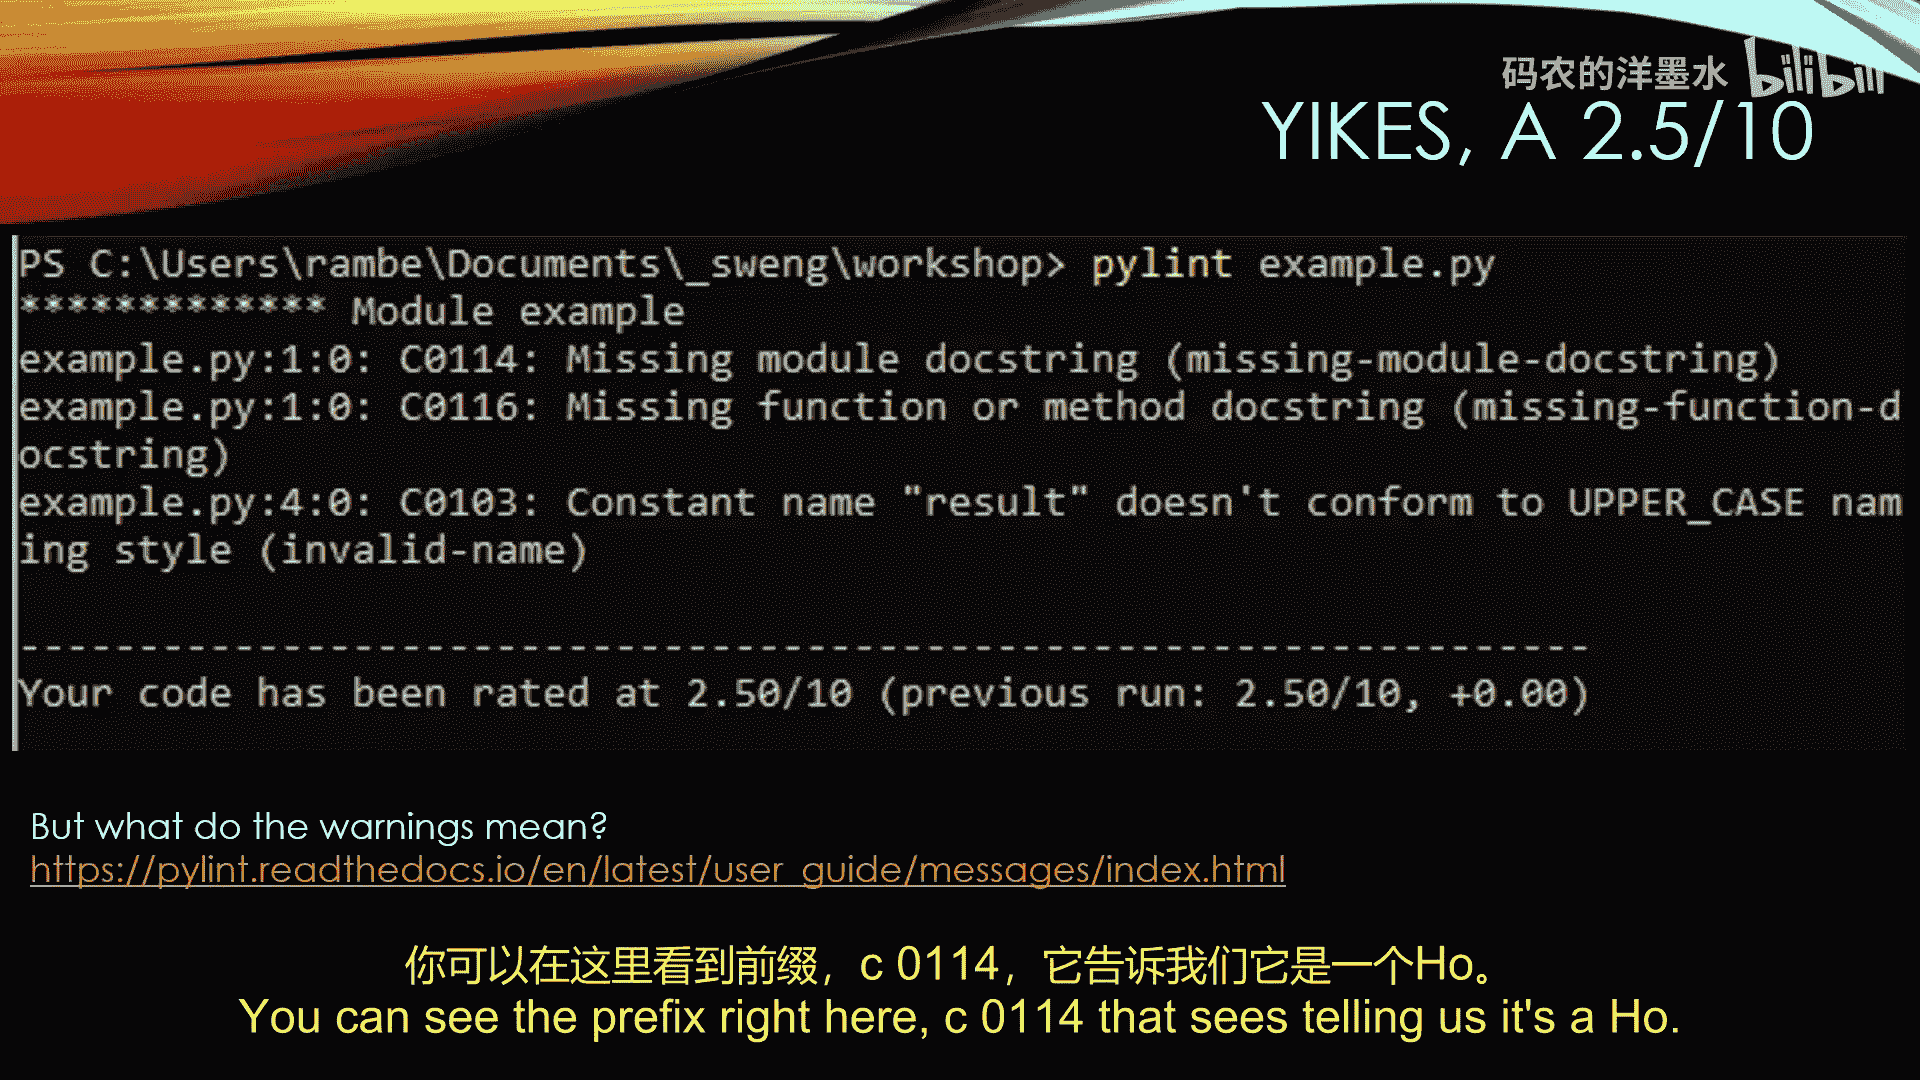 码农的洋墨水 bilibili
YIKES, A 2.5/10
PS C:\Users\rambe\Documents\_sweng\workshop> pylint example.py
************* Module example
example.py:1:0: C0114: Missing module docstring (missing-module-docstring)
example.py:1:0: C0116: Missing function or method docstring (missing-function-d
ocstring)
example.py:4:0: C0103: Constant name "result" doesn't conform to UPPER_CASE nam
ing style (invalid-name)
------------------------------------------------------------------
Your code has been rated at 2.50/10 (previous run: 2.50/10, +0.00)
But what do the warnings mean?
https://pylint.readthedocs.io/en/latest/user_guide/messages/index.html
你可以在这里看到前缀，c 0114，它告诉我们它是一个Ho。
You can see the prefix right here, c 0114 that sees telling us it's a Ho.